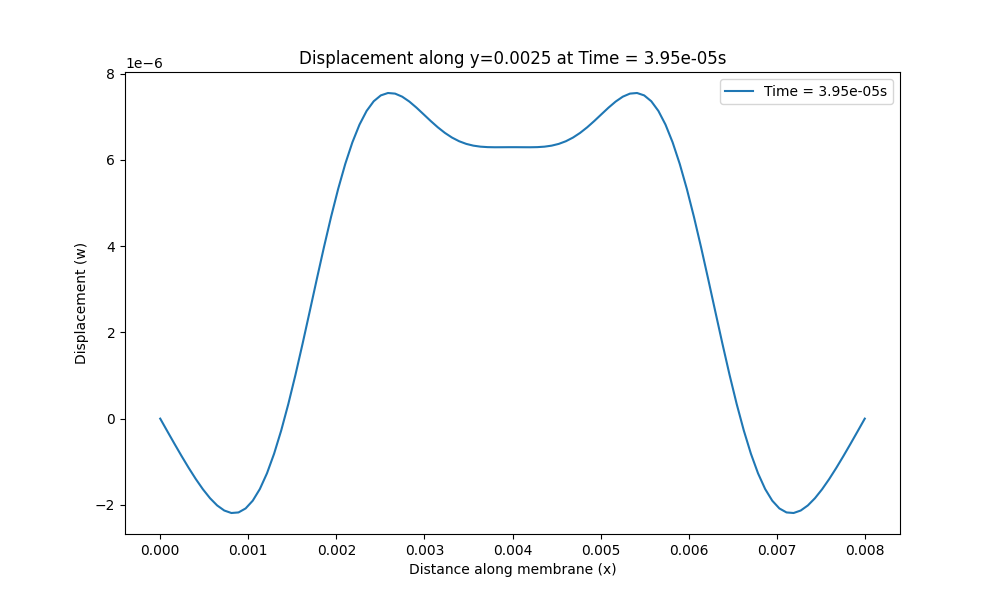 Displacement along y=0.0025 at Time = 3.95e-05s
1e−6
Time = 3.95e-05s
8
6
4
2
0
−2
Displacement (w)
0.000 0.001 0.002 0.003 0.004 0.005 0.006 0.007 0.008
Distance along membrane (x)